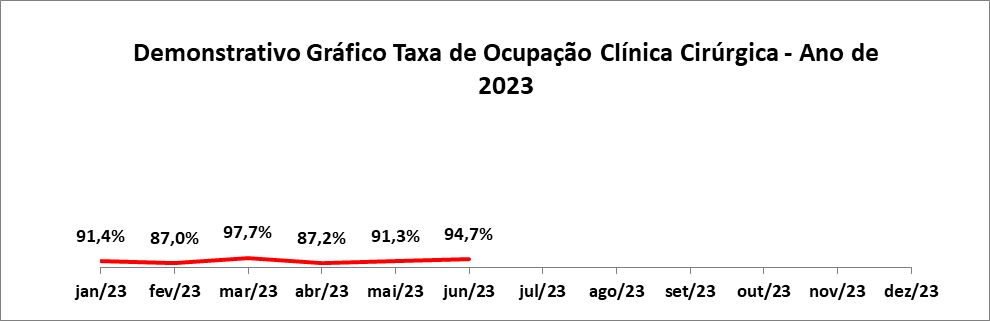 Demonstrativo Gráfico Taxa de Ocupação Clínica Cirúrgica - Ano de
2023
91,4% 87,0% 97,7% 87,2% 91,3% 94,7%
jan/23 fev/23 mar/23 abr/23 mai/23 jun/23 jul/23 ago/23 set/23 out/23 nov/23 dez/23